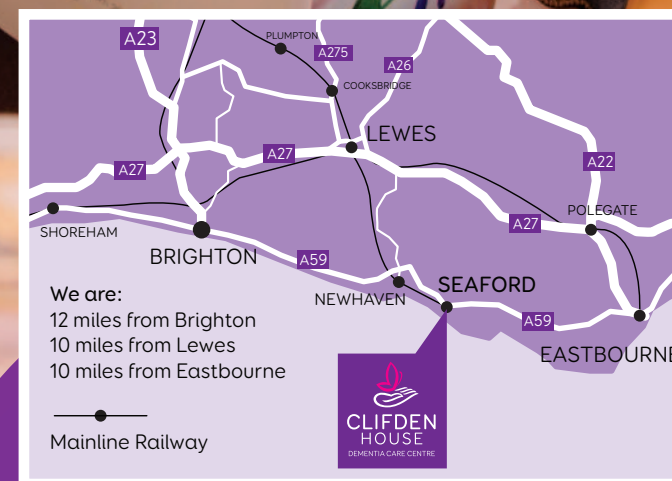 A23
PLUMPTON
A275
A26
COOKSBRIDGE
LEWES
A27
A27
A22
POLEGATE
A27
SHOREHAM
BRIGHTON
A59
NEWHAVEN
SEAFORD
A59
EASTBOURNE
We are:
12 miles from Brighton
10 miles from Lewes
10 miles from Eastbourne
Mainline Railway
CLIFDEN
HOUSE
DEMENTIA CARE CENTRE